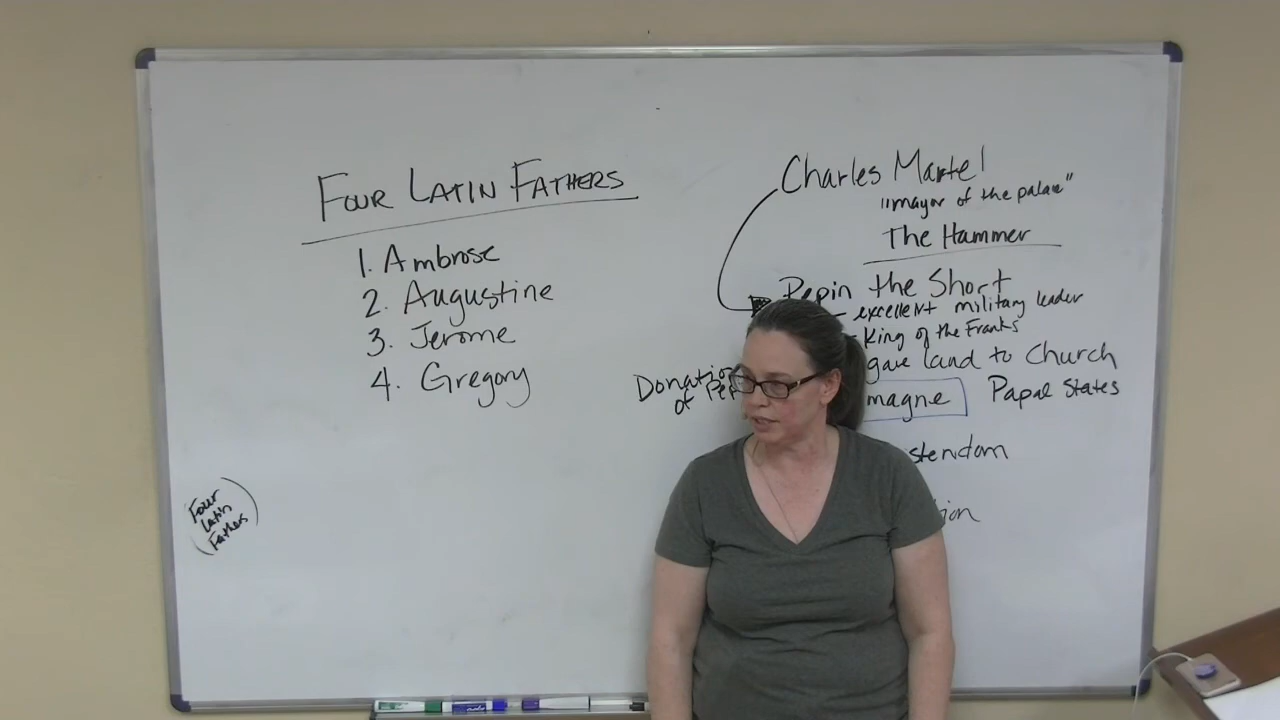 FOUR LATIN FATHERS
1. Ambrose
2. Augustine
3. Jerome
4. Gregory
Four
Latin
Fathers
Charles Martel
"mayor of the palace"
The Hammer
Pepin the Short
excellent military leader
- King of the Franks
gave land to Church
Donation
of Pep
magne
Papal States
stendom